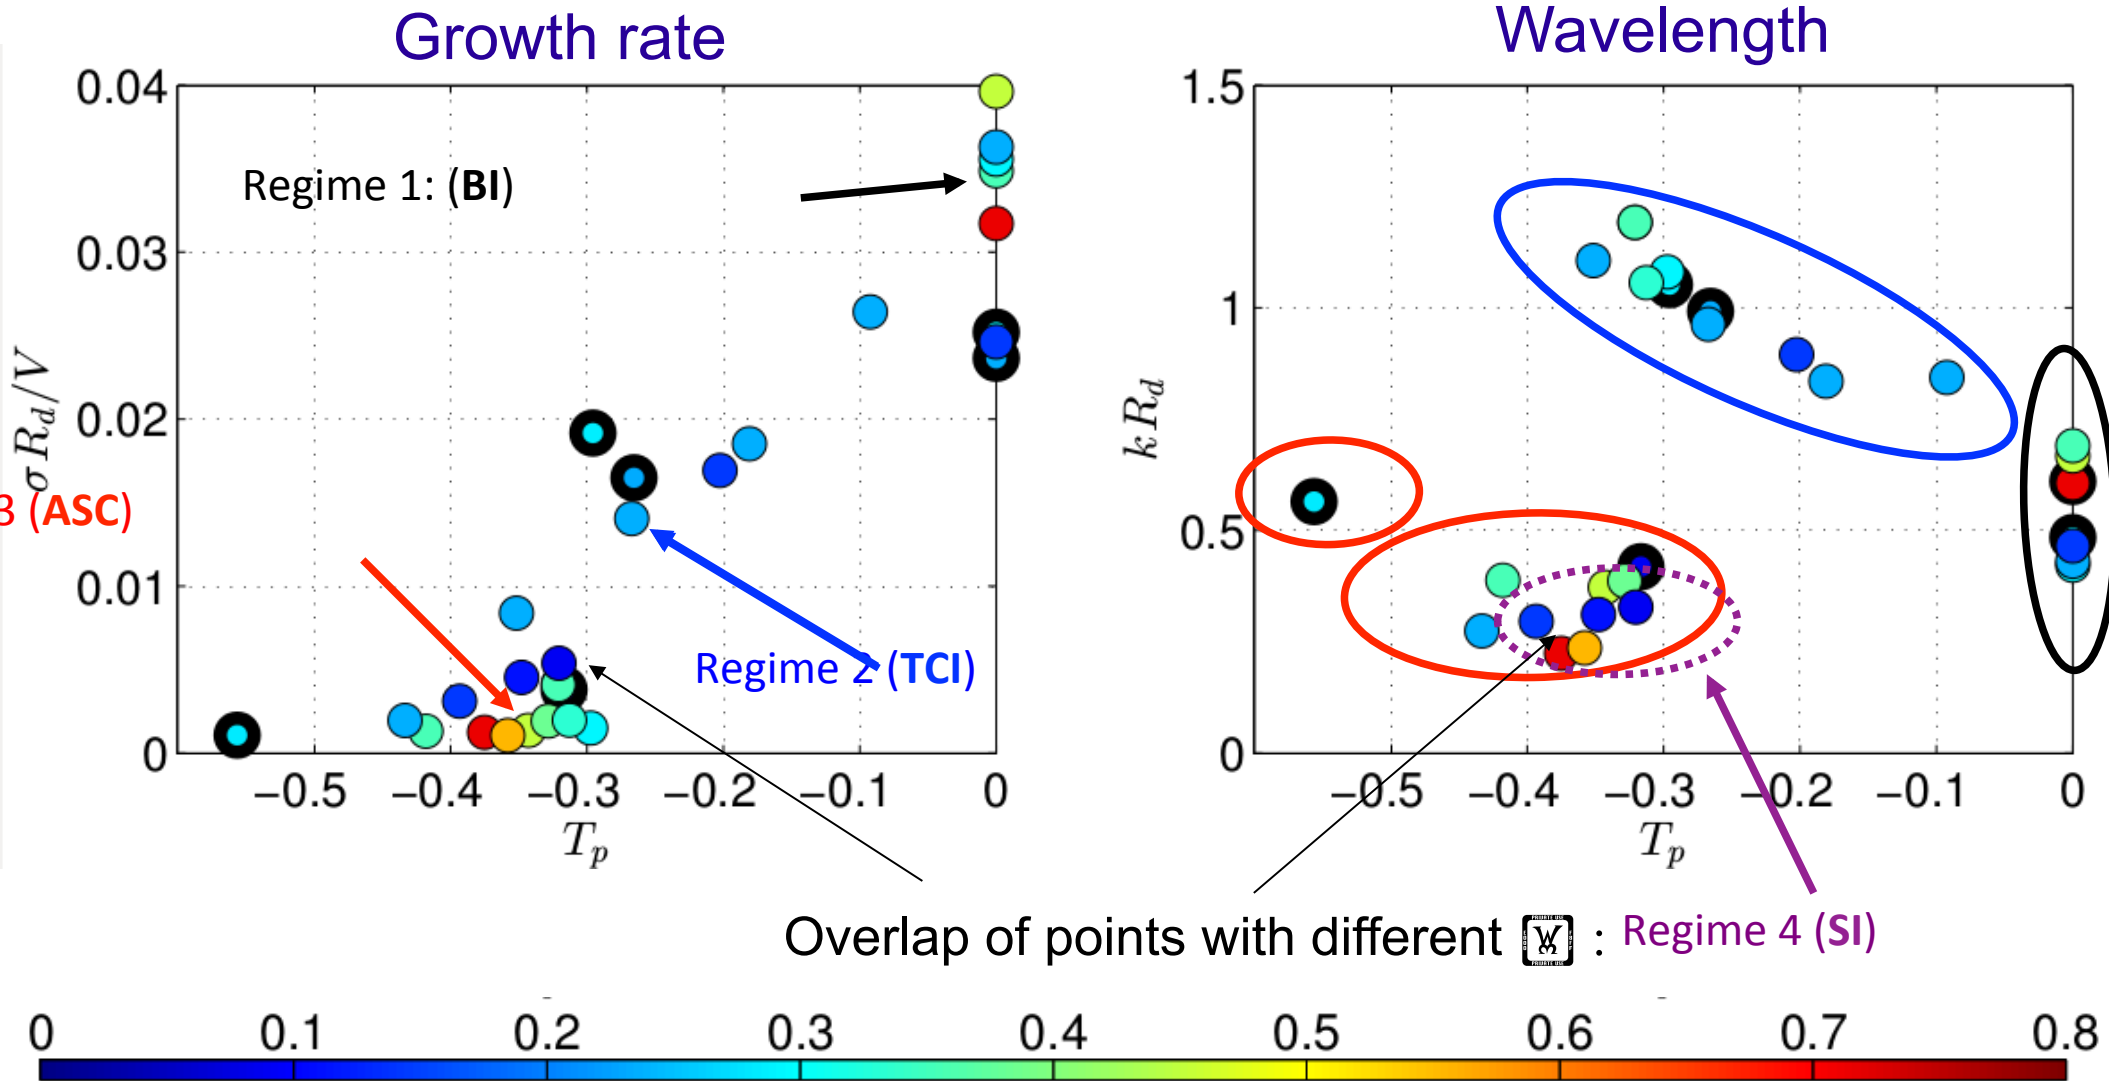 Growth rate
Wavelength
0.04
0.03
0.02
0.01
0
σR_d/V
Regime 1: (BI)
3 (ASC)
Regime 2 (TCI)
−0.5 −0.4 −0.3 −0.2 −0.1 0
T_p
1.5
1
0.5
0
kR_d
−0.5 −0.4 −0.3 −0.2 −0.1 0
T_p
Overlap of points with different : Regime 4 (SI)
0 0.1 0.2 0.3 0.4 0.5 0.6 0.7 0.8